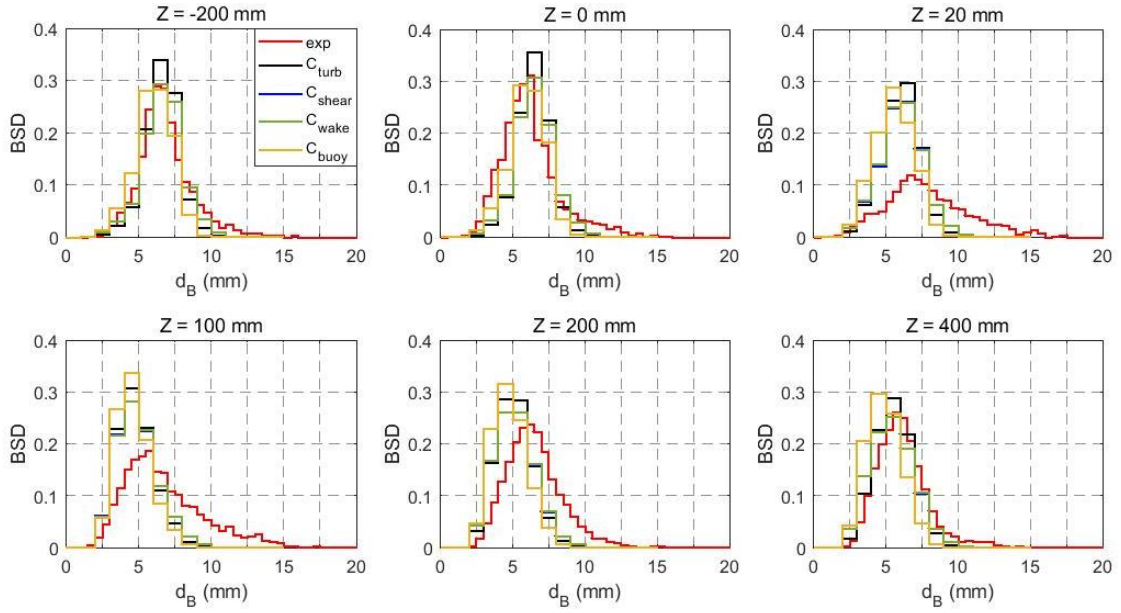 Z = -200 mm
0.4
0.3
0.2
0.1
0
BSD
exp
C_turb
C_shear
C_wake
C_buoy
0 5 10 15 20
d_B (mm)
Z = 0 mm
0.4
0.3
0.2
0.1
0
BSD
0 5 10 15 20
d_B (mm)
Z = 20 mm
0.4
0.3
0.2
0.1
0
BSD
0 5 10 15 20
d_B (mm)
Z = 100 mm
0.4
0.3
0.2
0.1
0
BSD
0 5 10 15 20
d_B (mm)
Z = 200 mm
0.4
0.3
0.2
0.1
0
BSD
0 5 10 15 20
d_B (mm)
Z = 400 mm
0.4
0.3
0.2
0.1
0
BSD
0 5 10 15 20
d_B (mm)